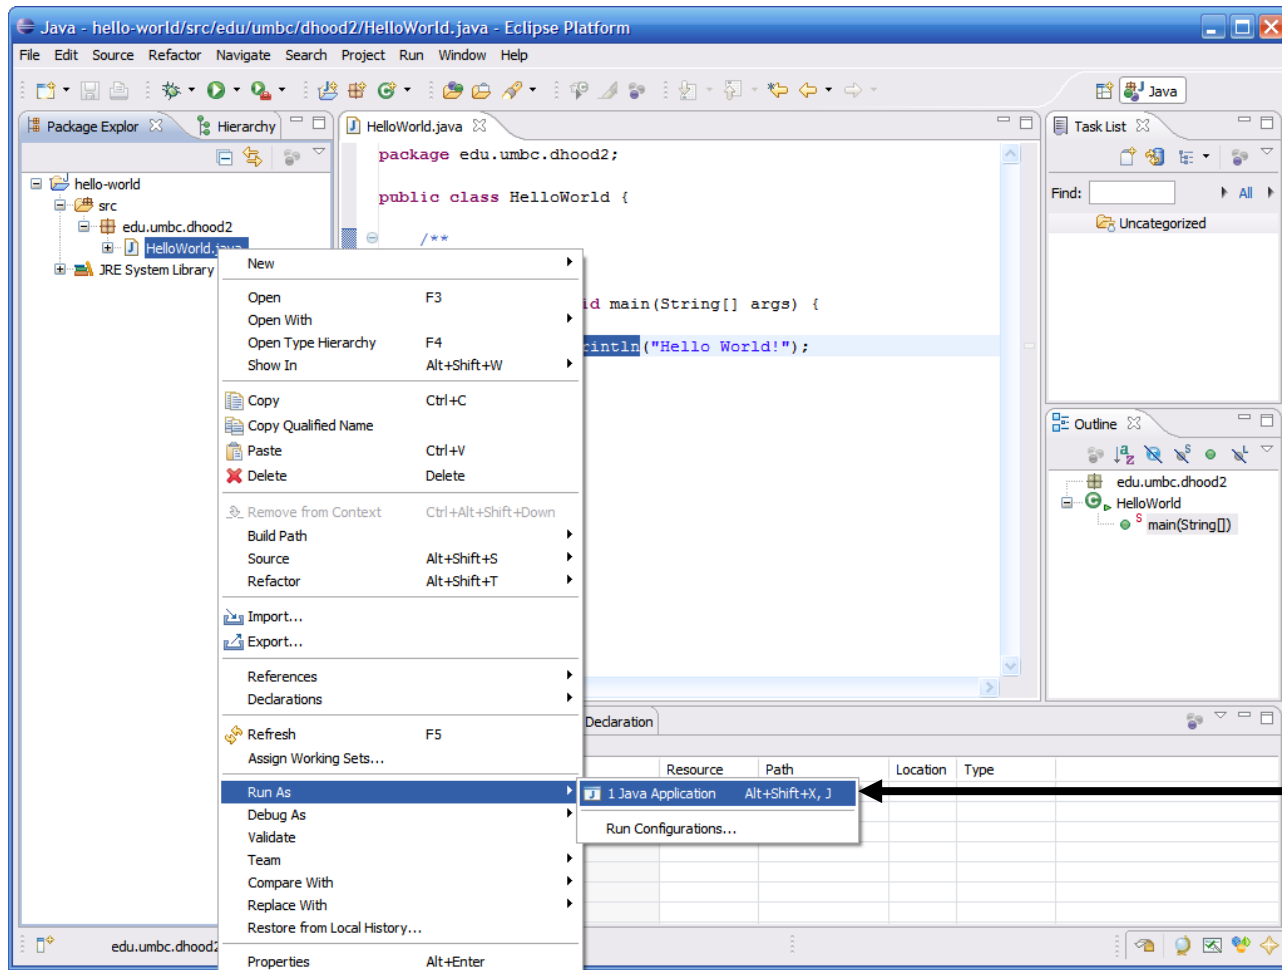 Java - hello-world/src/edu/umbc/dhood2/HelloWorld.java - Eclipse Platform
File Edit Source Refactor Navigate Search Project Run Window Help
Java
Package Explor
Hierarchy
hello-world
src
edu.umbc.dhood2
HelloWorld.java
JRE System Library
HelloWorld.java
package edu.umbc.dhood2;
public class HelloWorld {
/**
id main(String[] args) {
rintln("Hello World!");
Task List
Find: All
Uncategorized
Outline
edu.umbc.dhood2
HelloWorld
S main(String[])
New
Open F3
Open With
Open Type Hierarchy F4
Show In Alt+Shift+W
Copy Ctrl+C
Copy Qualified Name
Paste Ctrl+V
Delete Delete
Remove from Context Ctrl+Alt+Shift+Down
Build Path
Source Alt+Shift+S
Refactor Alt+Shift+T
Import...
Export...
References
Declarations
Refresh F5
Assign Working Sets...
Run As
Debug As
Validate
Team
Compare With
Replace With
Restore from Local History...
Properties Alt+Enter
1 Java Application Alt+Shift+X, J
Run Configurations...
Declaration
Resource Path Location Type
edu.umbc.dhood2